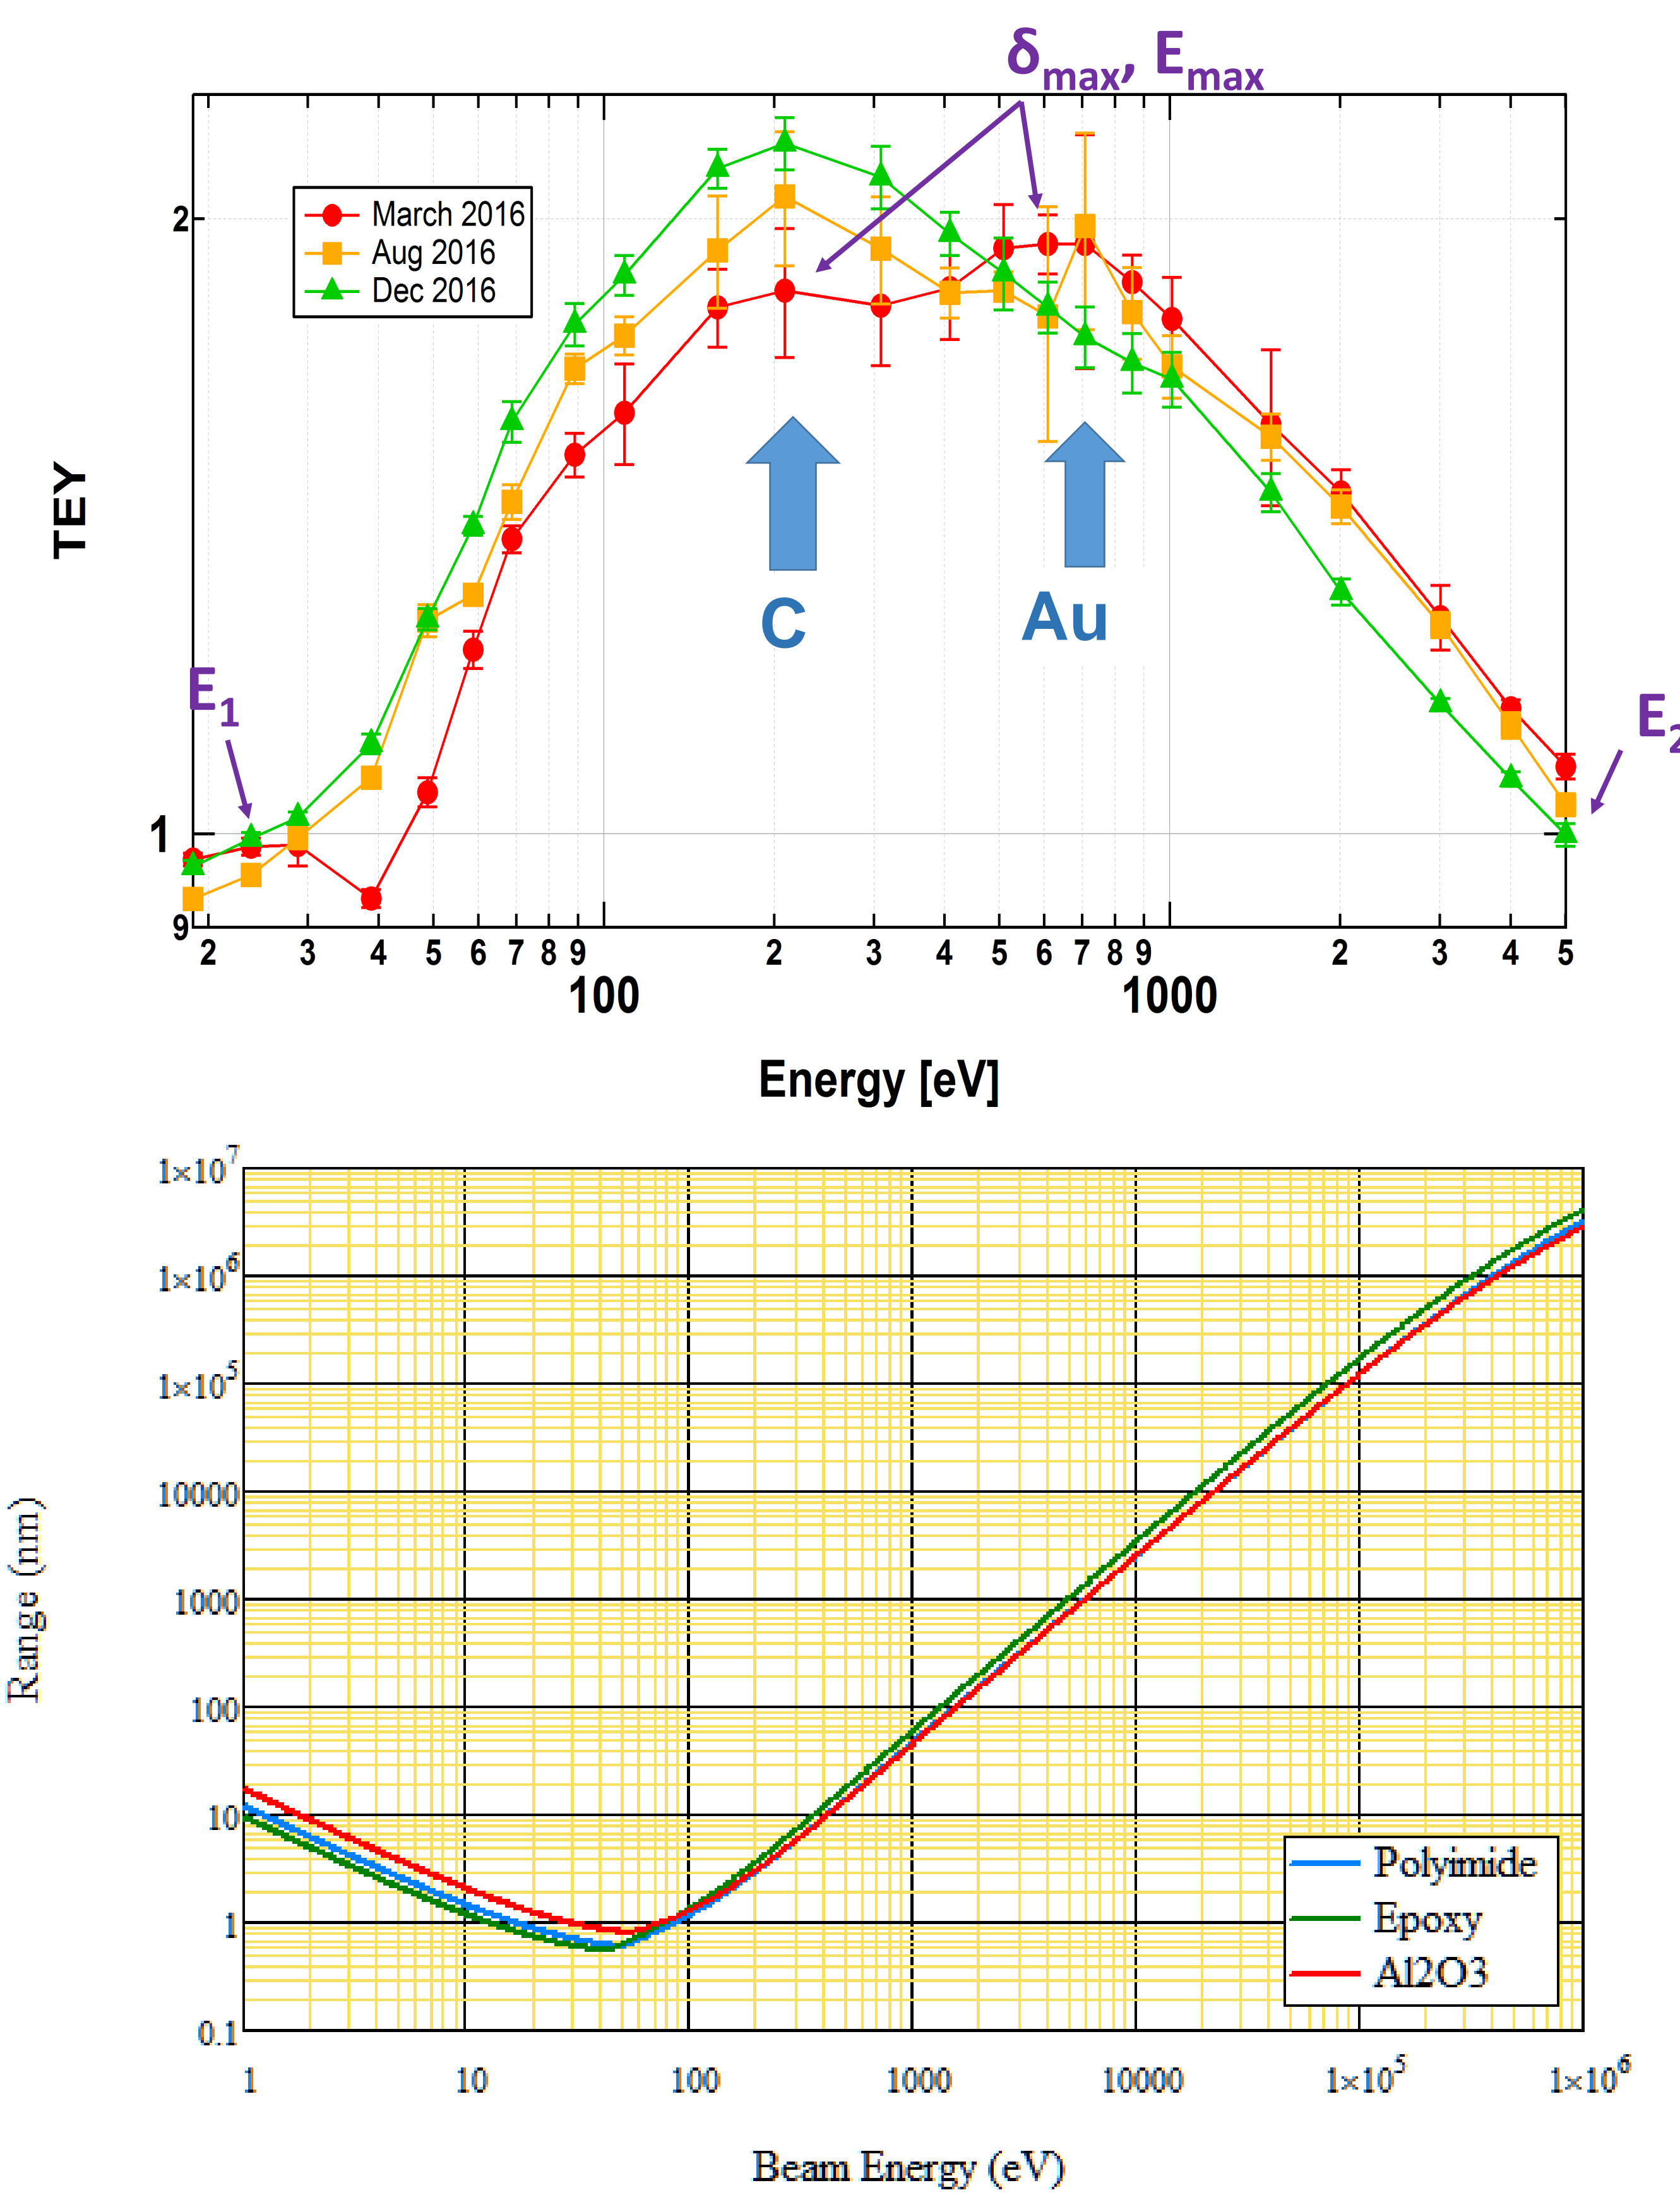 δmax, Emax
2
March 2016
Aug 2016
Dec 2016
TEY
C
Au
E1
E2
1
9
2 3 4 5 6 7 8 9 2 3 4 5 6 7 8 9 2 3 4 5
100 1000
Energy [eV]
1×10^7
1×10^6
1×10^5
10000
1000
100
10
1
0.1
Range (nm)
Polyimide
Epoxy
Al2O3
1 10 100 1000 10000 1×10^5 1×10^6
Beam Energy (eV)